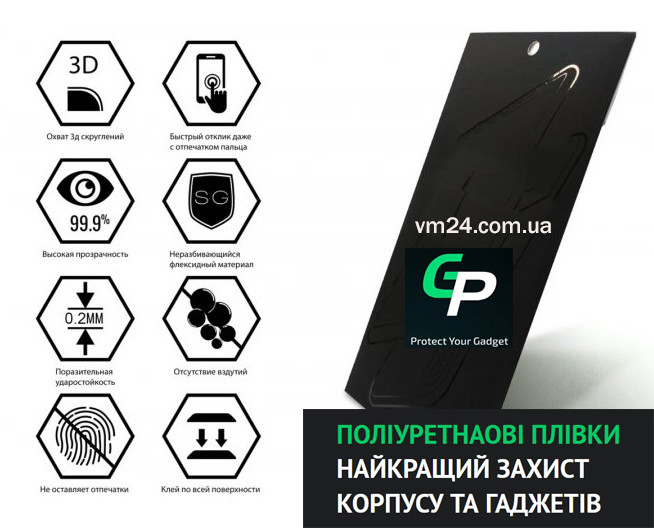 3D
Охват 3д скруглений
Быстрый отклик даже
с отпечатком пальца
99.9%
Высокая прозрачность
SG
Неразбивающийся
флексидный материал
0.2MM
Поразительная
ударостойкость
Отсутствие вздутий
Не оставляет отпечатки
Клей по всей поверхности
vm24.com.ua
GP
Protect Your Gadget
ПОЛІУРЕТНАОВІ ПЛІВКИ
НАЙКРАЩИЙ ЗАХИСТ
КОРПУСУ ТА ГАДЖЕТІВ